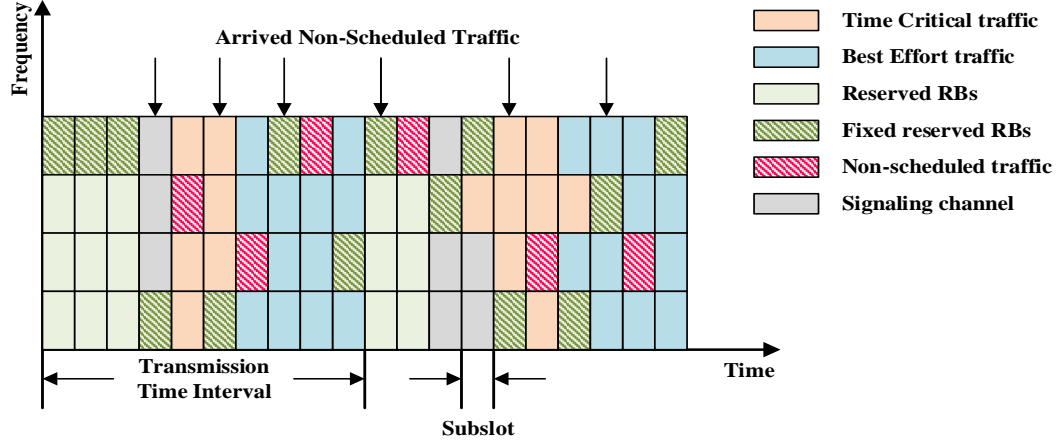 Frequency
Arrived Non-Scheduled Traffic
Time Critical traffic
Best Effort traffic
Reserved RBs
Fixed reserved RBs
Non-scheduled traffic
Signaling channel
Transmission
Time Interval
Time
Subslot